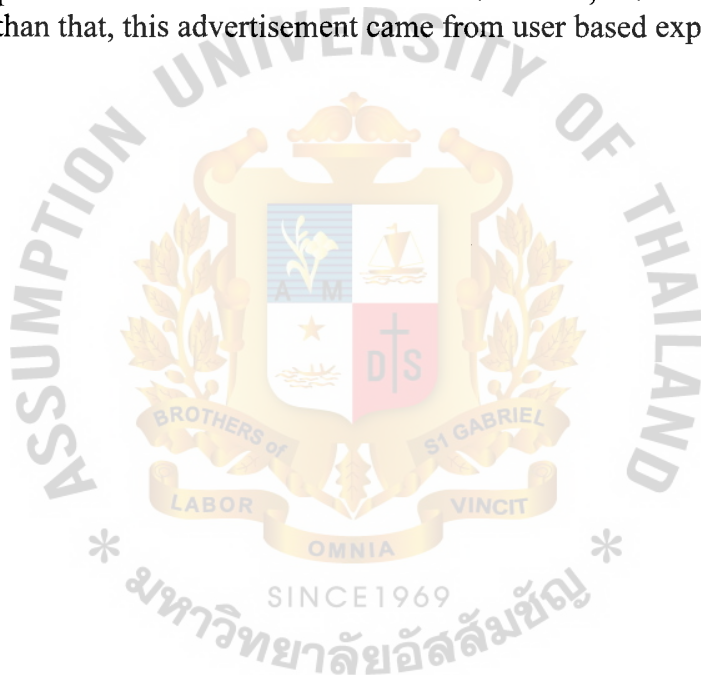 than that, this advertisement came from user based exp
ASSUMPTION UNIVERSITY OF THAILAND
A M
D S
BROTHERS of
S1 GABRIEL
LABOR
VINCIT
OMNIA
SINCE1969
* มหาวิทยาลัยอัสสัมชัญ *